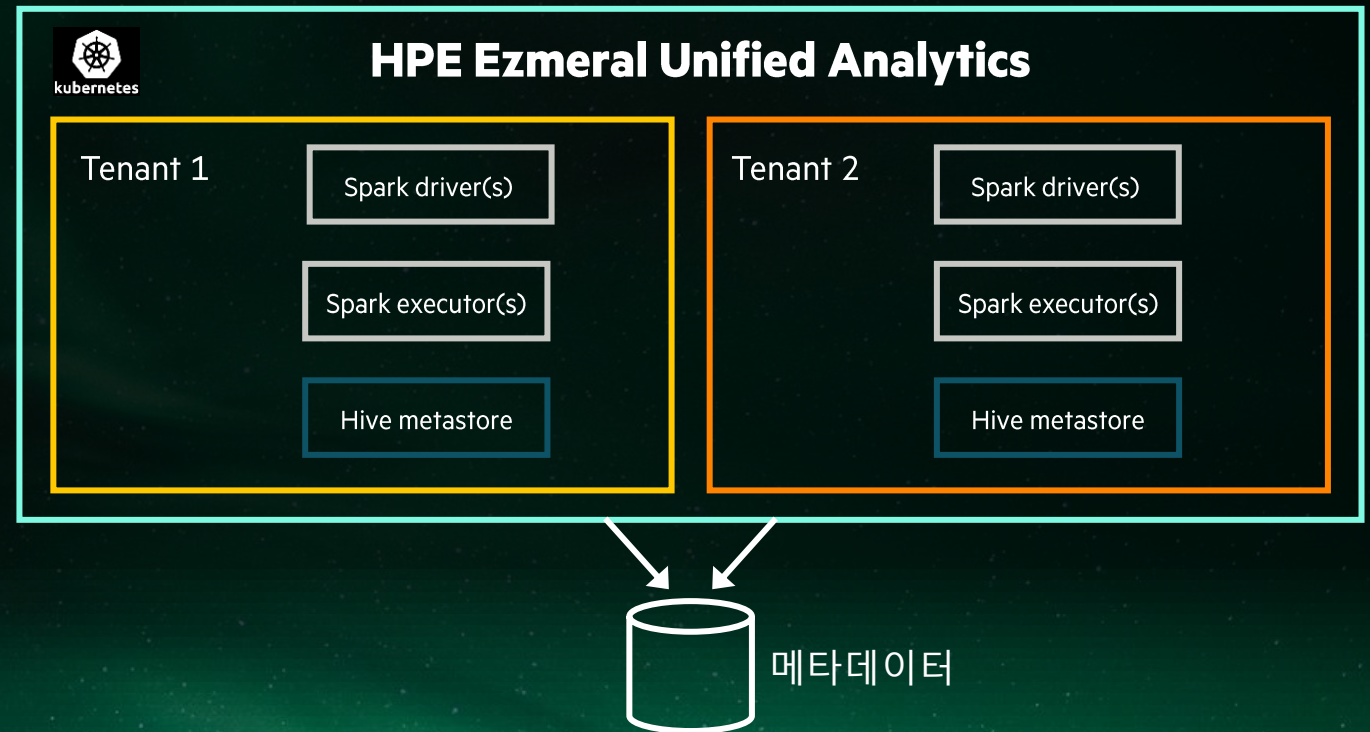 kubernetes
HPE Ezmeral Unified Analytics
Tenant 1
Spark driver(s)
Spark executor(s)
Hive metastore
Tenant 2
Spark driver(s)
Spark executor(s)
Hive metastore
메타데이터